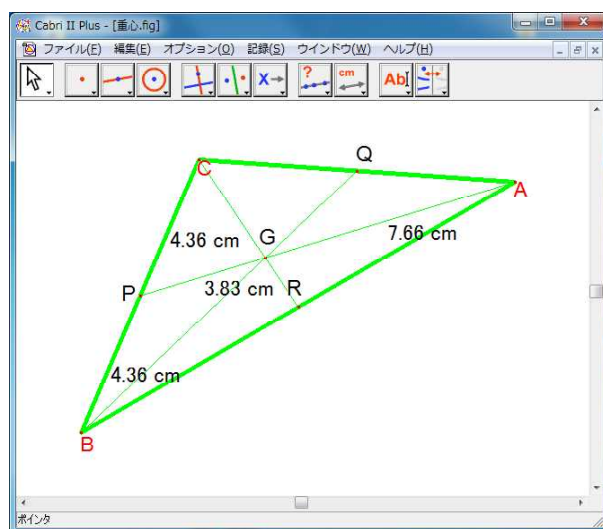 Cabri II Plus - [重心.fig]
ファイル(F) 編集(E) オプション(O) 記録(S) ウインドウ(W) ヘルプ(H)
? cm Ab
X
Q
C
A
4.36 cm
G
7.66 cm
P
3.83 cm
R
4.36 cm
B
ポインタ